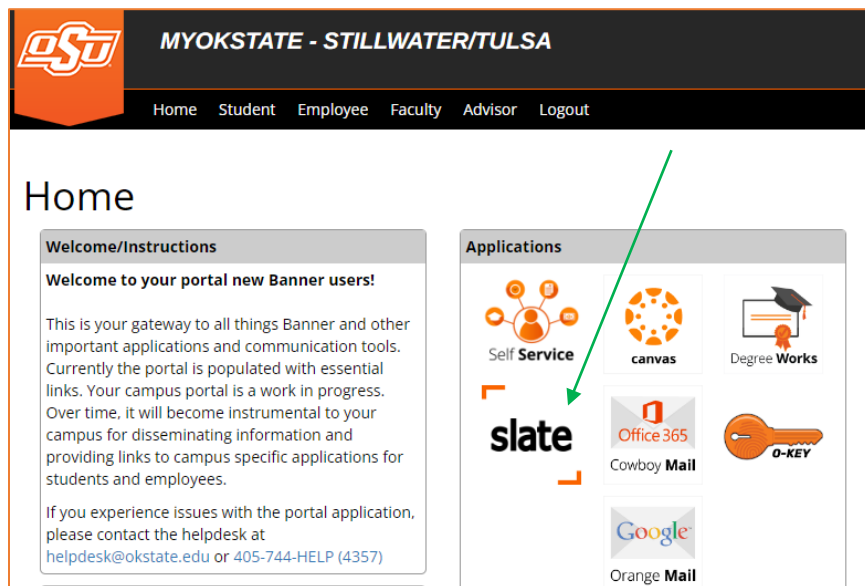 OSU
MYOKSTATE - STILLWATER/TULSA
Home Student Employee Faculty Advisor Logout
Home
Welcome/Instructions
Welcome to your portal new Banner users!
This is your gateway to all things Banner and other
important applications and communication tools.
Currently the portal is populated with essential
links. Your campus portal is a work in progress.
Over time, it will become instrumental to your
campus for disseminating information and
providing links to campus specific applications for
students and employees.
If you experience issues with the portal application,
please contact the helpdesk at
helpdesk@okstate.edu or 405-744-HELP (4357)
Applications
Self Service
canvas
Degree Works
slate
Office 365
Cowboy Mail
O-KEY
Google
Orange Mail